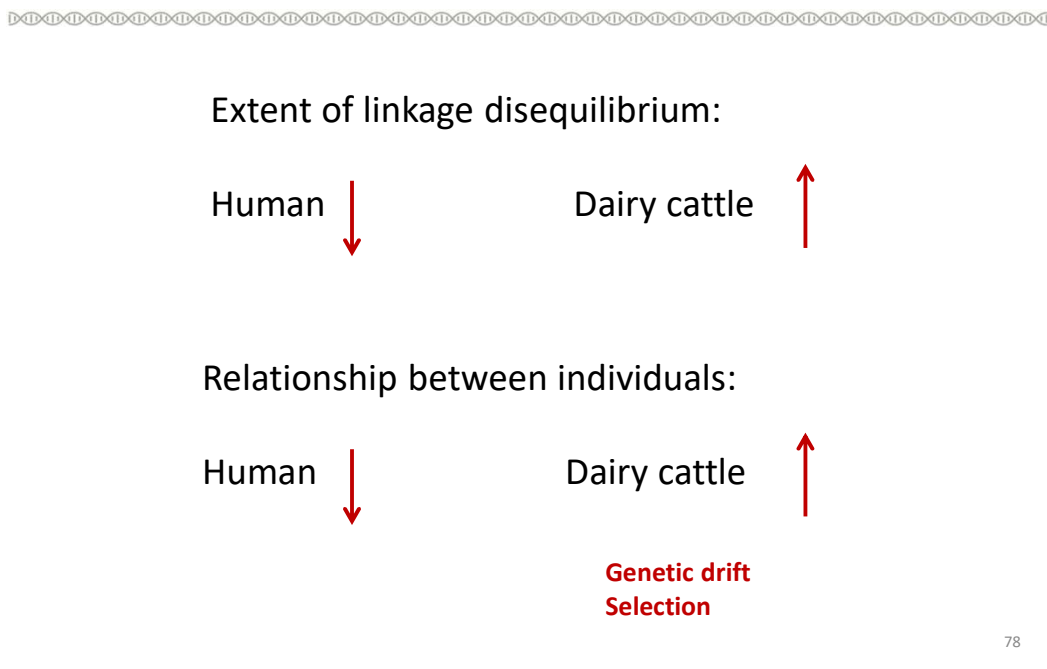 Extent of linkage disequilibrium:
Human
Dairy cattle
Relationship between individuals:
Human
Dairy cattle
Genetic drift
Selection
78